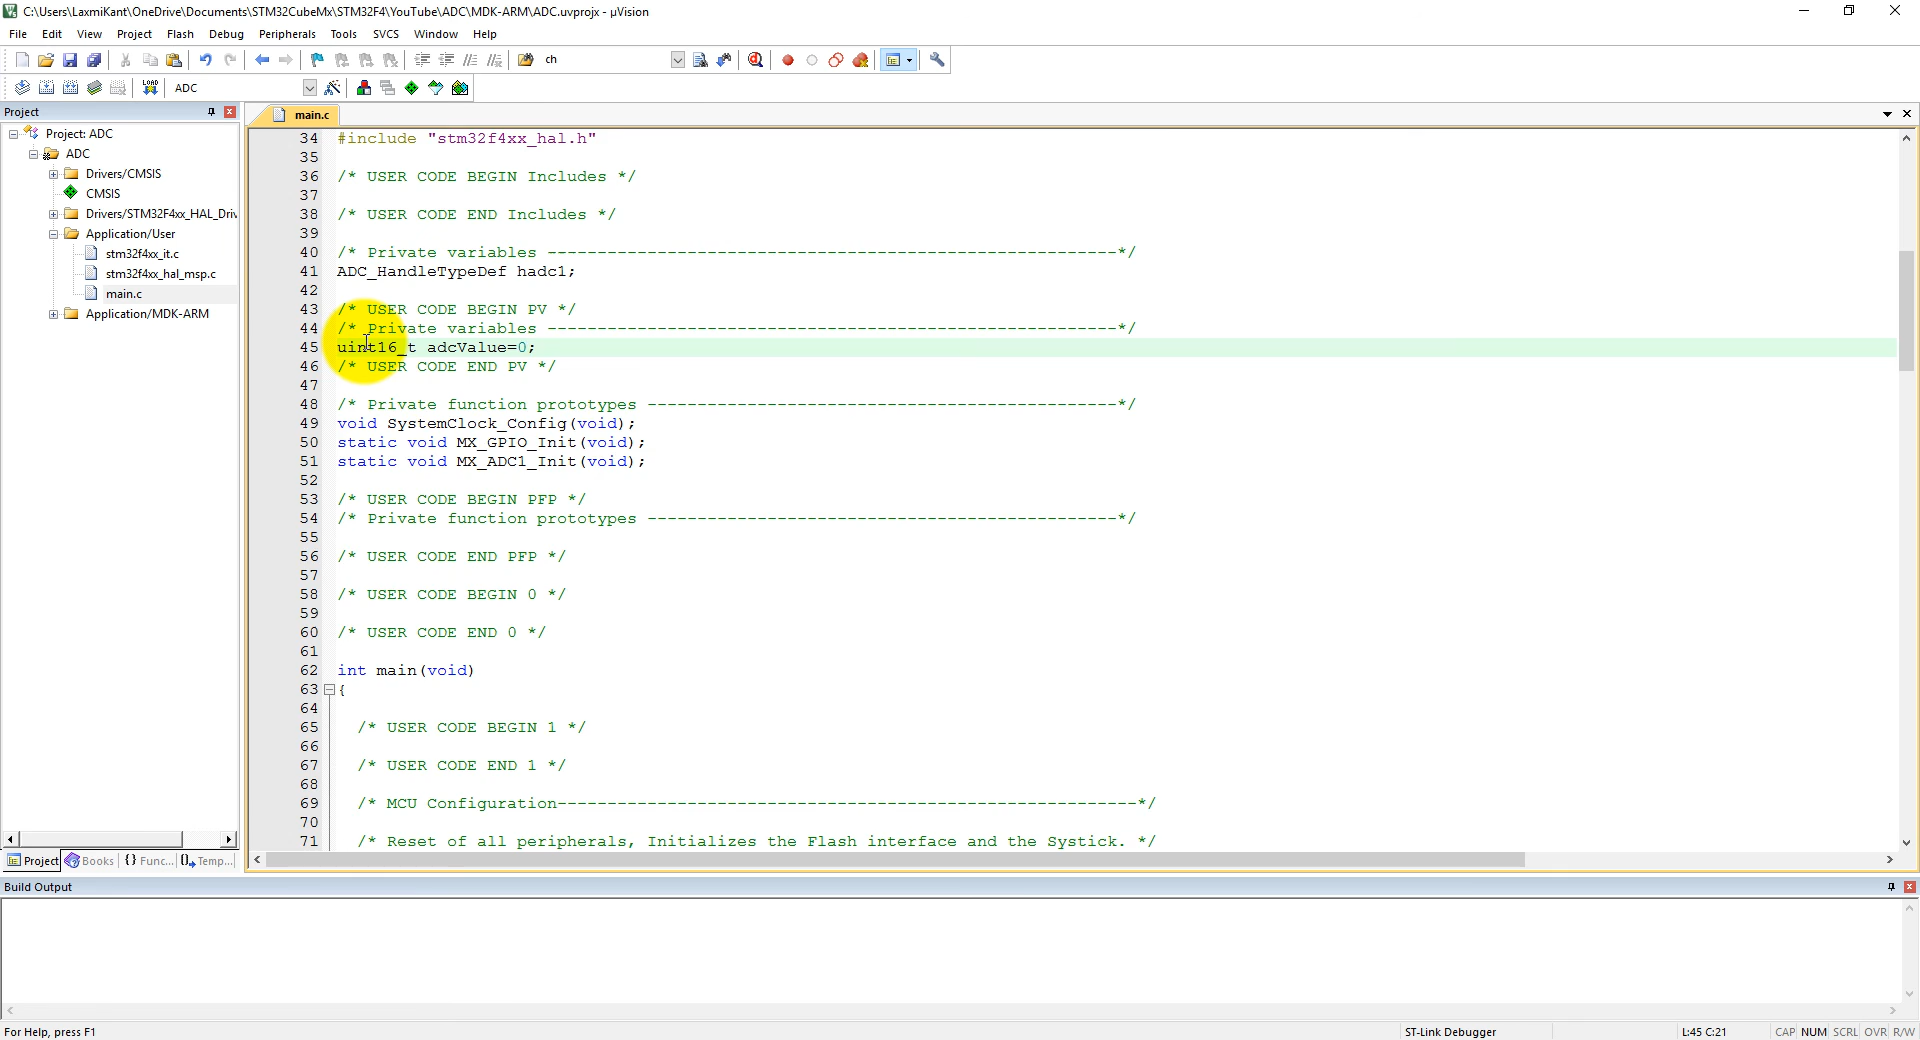 C:\Users\LaxmiKant\OneDrive\Documents\STM32CubeMx\STM32F4\YouTube\ADC\MDK-ARM\ADC.uvprojx - µVision
File Edit View Project Flash Debug Peripherals Tools SVCS Window Help
ch
LOAD ADC
Project
main.c
Project: ADC
ADC
Drivers/CMSIS
CMSIS
Drivers/STM32F4xx_HAL_Driv
Application/User
stm32f4xx_it.c
stm32f4xx_hal_msp.c
main.c
Application/MDK-ARM
34 #include "stm32f4xx_hal.h"
35
36 /* USER CODE BEGIN Includes */
37
38 /* USER CODE END Includes */
39
40 /* Private variables ---------------------------------------------------------*/
41 ADC_HandleTypeDef hadc1;
42
43 /* USER CODE BEGIN PV */
44 /* Private variables ---------------------------------------------------------*/
45 uint16_t adcValue=0;
46 /* USER CODE END PV */
47
48 /* Private function prototypes -----------------------------------------------*/
49 void SystemClock_Config(void);
50 static void MX_GPIO_Init(void);
51 static void MX_ADC1_Init(void);
52
53 /* USER CODE BEGIN PFP */
54 /* Private function prototypes -----------------------------------------------*/
55
56 /* USER CODE END PFP */
57
58 /* USER CODE BEGIN 0 */
59
60 /* USER CODE END 0 */
61
62 int main(void)
63 {
64
65 /* USER CODE BEGIN 1 */
66
67 /* USER CODE END 1 */
68
69 /* MCU Configuration----------------------------------------------------------*/
70
71 /* Reset of all peripherals, Initializes the Flash interface and the Systick. */
Project Books {} Func... Temp...
Build Output
For Help, press F1 ST-Link Debugger L:45 C:21 CAP NUM SCRL OVR R/W